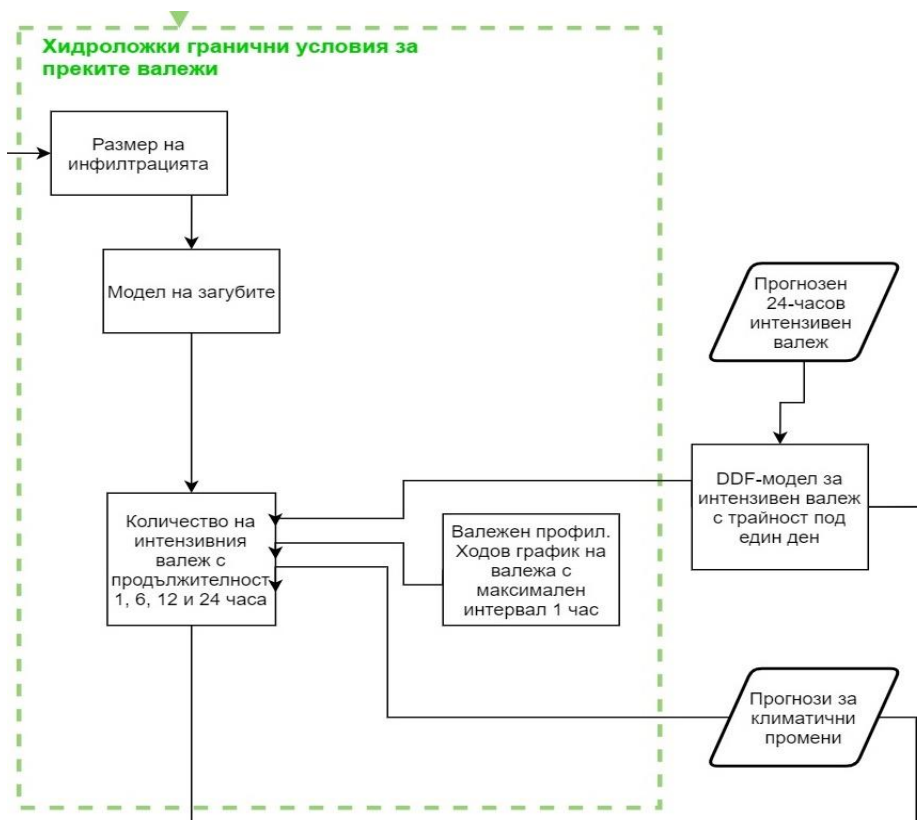 Хидроложки гранични условия за
преките валежи
Размер на
инфилтрацията
Модел на загубите
Прогнозен
24-часов
интензивен
валеж
DDF-модел за
интензивен валеж
с трайност под
един ден
Количество на
интензивния
валеж с
продължителност
1, 6, 12 и 24 часа
Валежен профил.
Ходов график на
валежа с
максимален
интервал 1 час
Прогнози за
климатични
промени